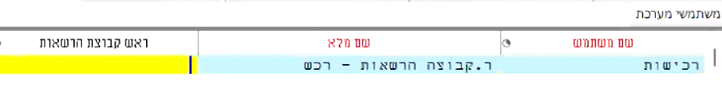 משתמשי מערכת
שם משתמש שם מלא ראש קבוצת הרשאות
רכישות ר.קבוצה הרשאות - רכש